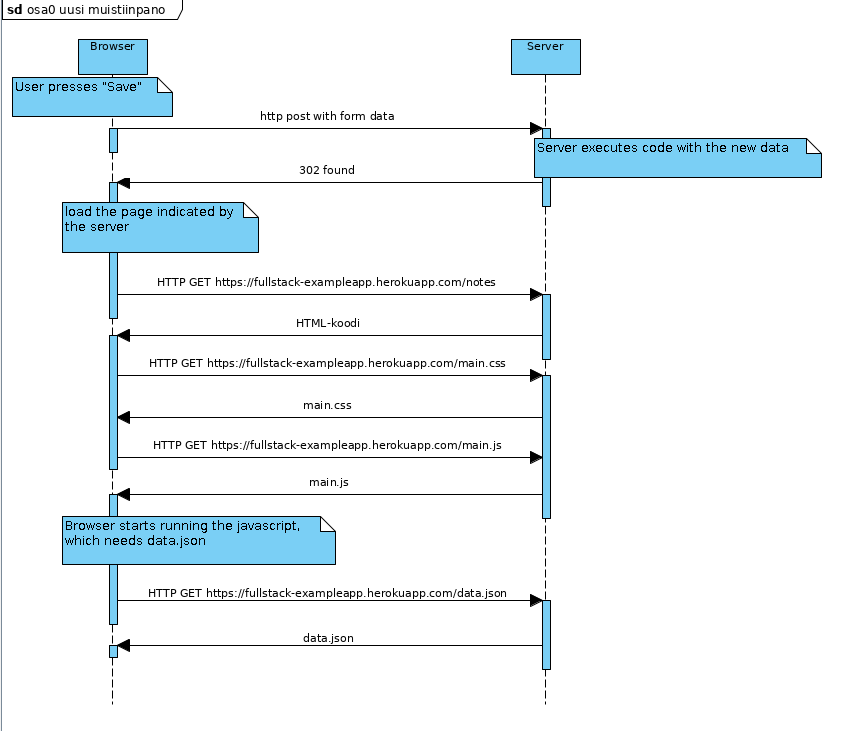 sd osa0 uusi muistiinpano
Browser
Server
User presses "Save"
http post with form data
Server executes code with the new data
302 found
load the page indicated by
the server
HTTP GET https://fullstack-exampleapp.herokuapp.com/notes
HTML-koodi
HTTP GET https://fullstack-exampleapp.herokuapp.com/main.css
main.css
HTTP GET https://fullstack-exampleapp.herokuapp.com/main.js
main.js
Browser starts running the javascript,
which needs data.json
HTTP GET https://fullstack-exampleapp.herokuapp.com/data.json
data.json